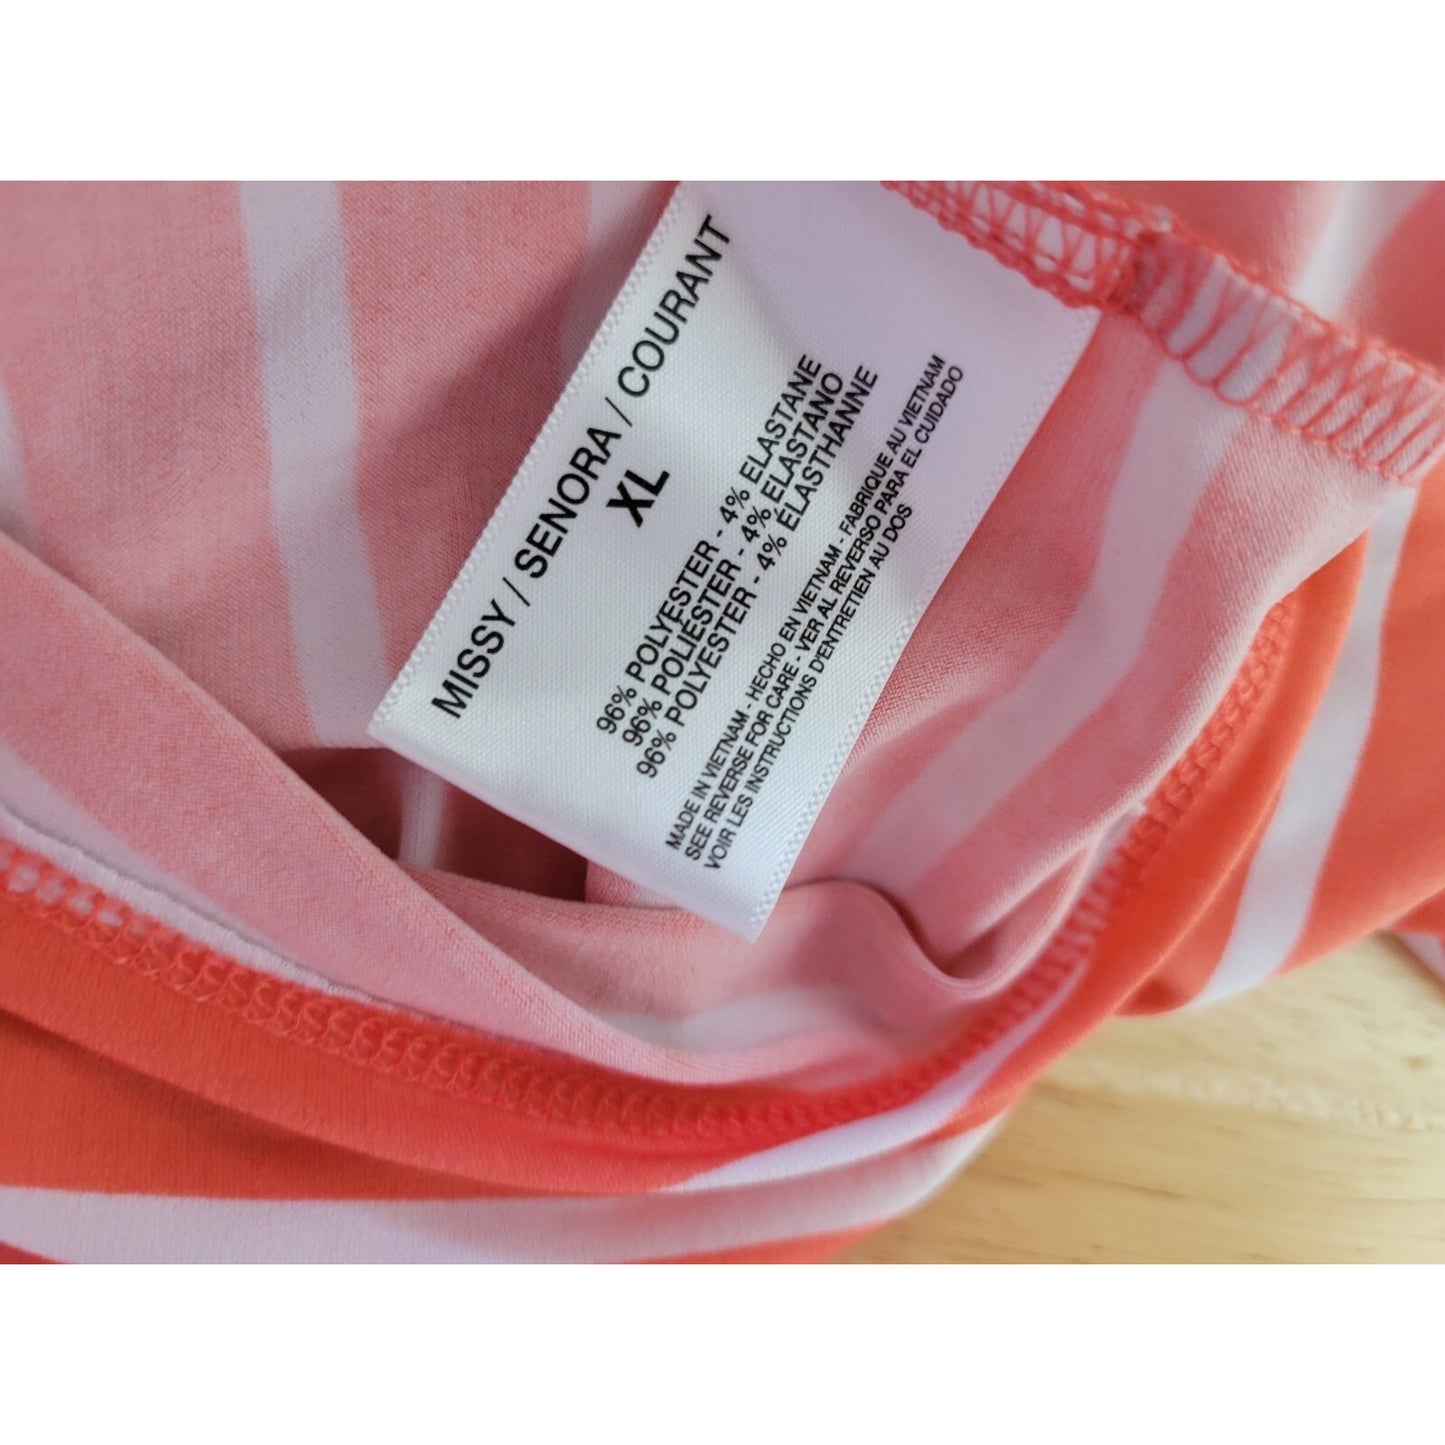 MISSY / SENORA / COURANT
XL
96% POLYESTER - 4% ELASTANE
96% POLIESTER - 4% ELASTANO
96% POLYESTER - 4% ÉLASTHANNE
MADE IN VIETNAM - HECHO EN VIETNAM - FABRIQUE AU VIETNAM
SEE REVERSE FOR CARE - VER AL REVERSO PARA EL CUIDADO
VOIR LES INSTRUCTIONS D'ENTRETIEN AU DOS